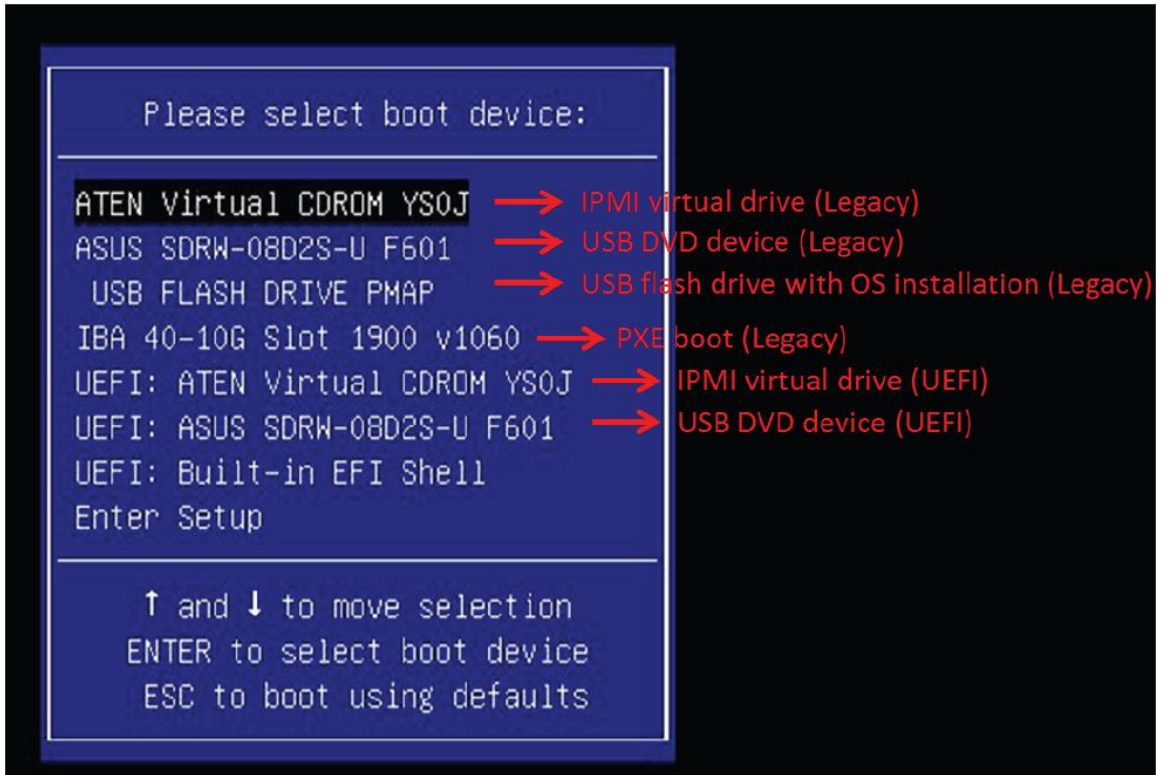 Please select boot device:
ATEN Virtual CDROM YS0J → IPMI virtual drive (Legacy)
ASUS SDRW-08D2S-U F601 → USB DVD device (Legacy)
USB FLASH DRIVE PMAP → USB flash drive with OS installation (Legacy)
IBA 40-10G Slot 1900 v1060 → PXE boot (Legacy)
UEFI: ATEN Virtual CDROM YS0J → IPMI virtual drive (UEFI)
UEFI: ASUS SDRW-08D2S-U F601 → USB DVD device (UEFI)
UEFI: Built-in EFI Shell
Enter Setup
↑ and ↓ to move selection
ENTER to select boot device
ESC to boot using defaults